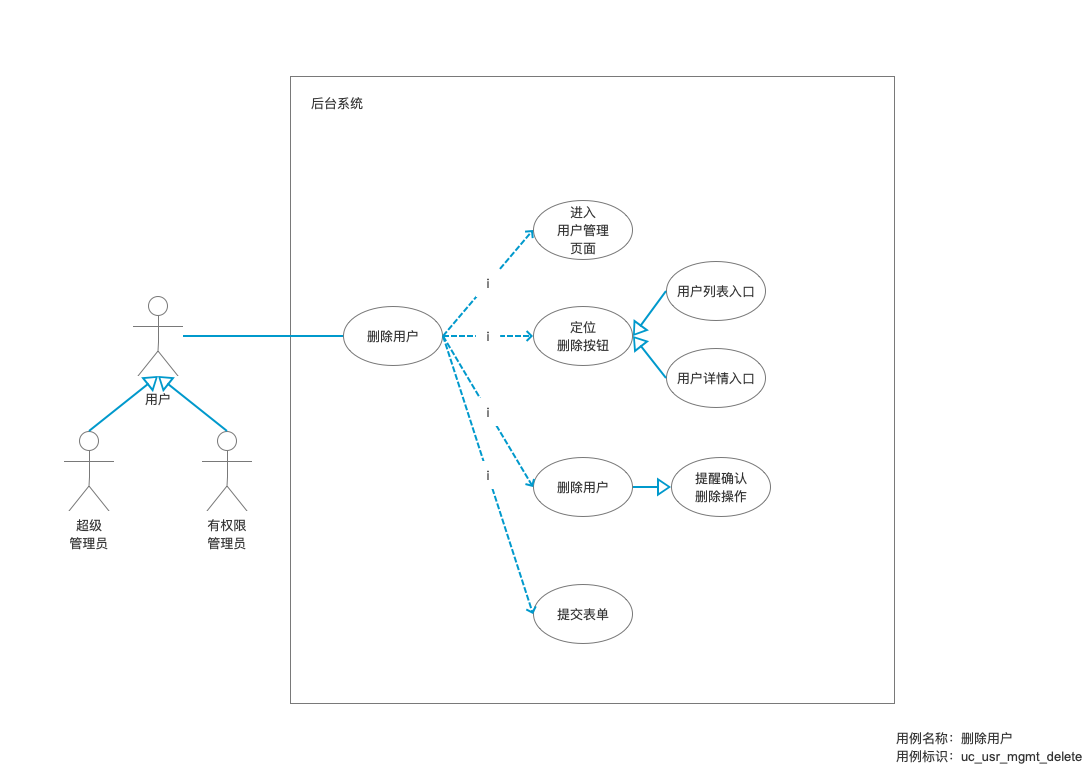 后台系统
进入
用户管理
页面
i
用户列表入口
删除用户
i
定位
删除按钮
用户详情入口
用户
i
i
删除用户
提醒确认
删除操作
超级
管理员
有权限
管理员
提交表单
用例名称：删除用户
用例标识：uc_usr_mgmt_delete